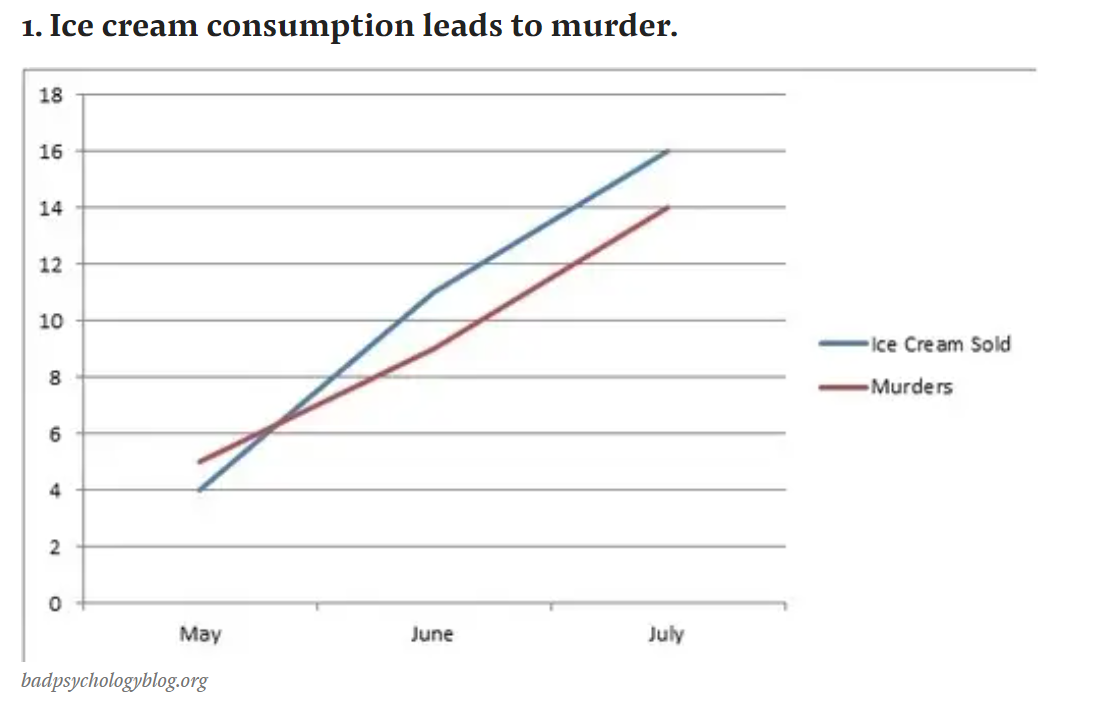 1. Ice cream consumption leads to murder.
18
16
14
12
10
8
6
4
2
0
May June July
Ice Cream Sold
Murders
badpsychologyblog.org